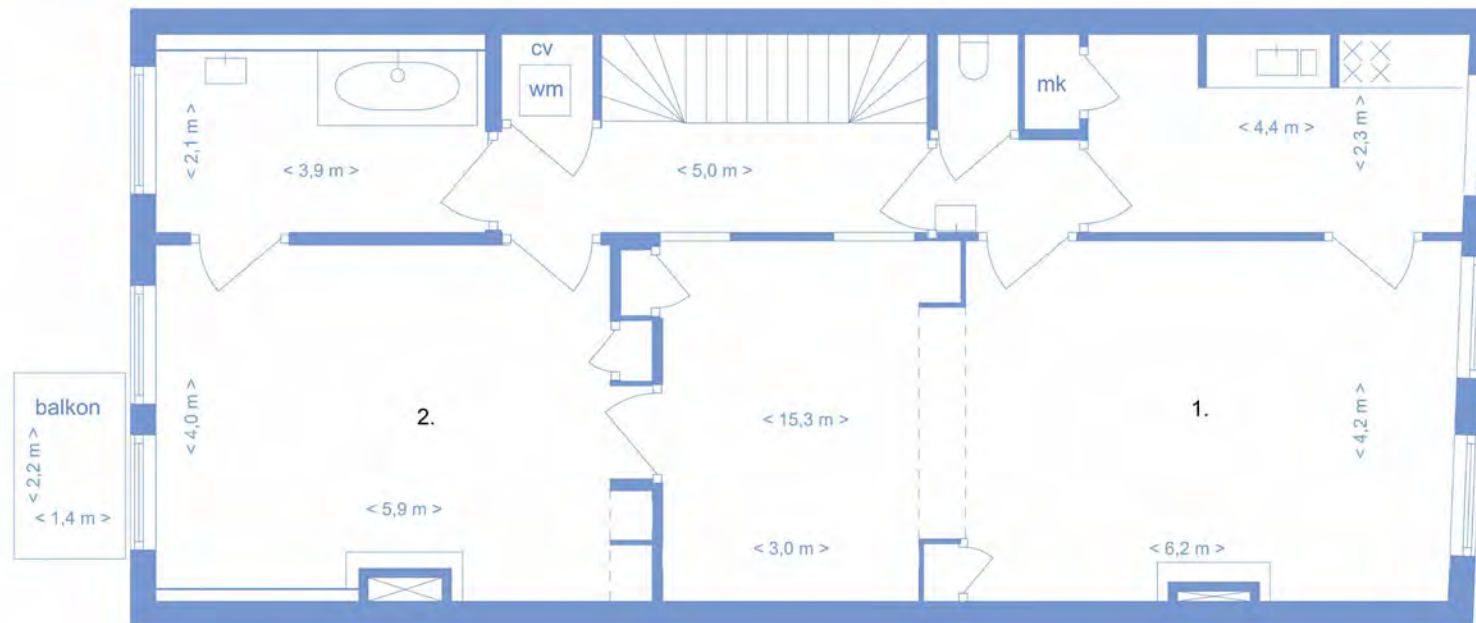 cv
wm
mk
< 2,1 m >
< 3,9 m >
< 5,0 m >
< 4,4 m >
< 2,3 m >
balkon
< 2,2 m >
< 1,4 m >
< 4,0 m >
2.
< 5,9 m >
< 15,3 m >
< 3,0 m >
1.
< 4,2 m >
< 6,2 m >